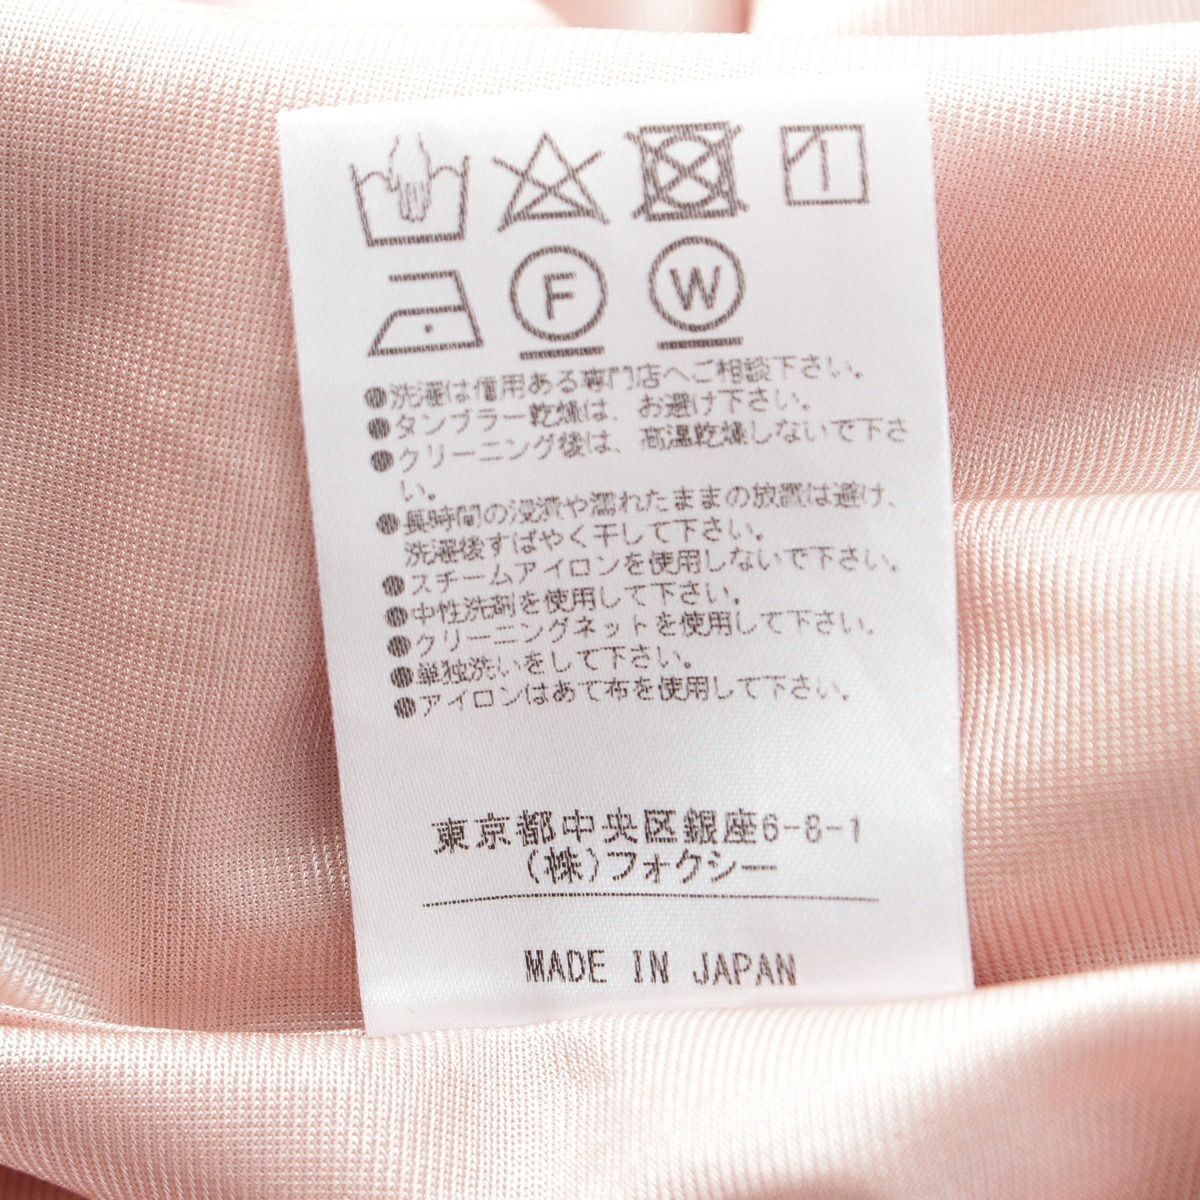 F
W
●洗濯は信用ある専門店へご相談下さい。
●タンブラー乾燥は、お避け下さい。
●クリーニング後は、高温乾燥しないで下さ
い。
●長時間の浸漬や濡れたままの放置は避け、
洗濯後すばやく干して下さい。
●スチームアイロンを使用しないで下さい。
●中性洗剤を使用して下さい。
●クリーニングネットを使用して下さい。
●単独洗いをして下さい。
●アイロンはあて布を使用して下さい。
東京都中央区銀座6-8-1
(株)フォクシー
MADE IN JAPAN